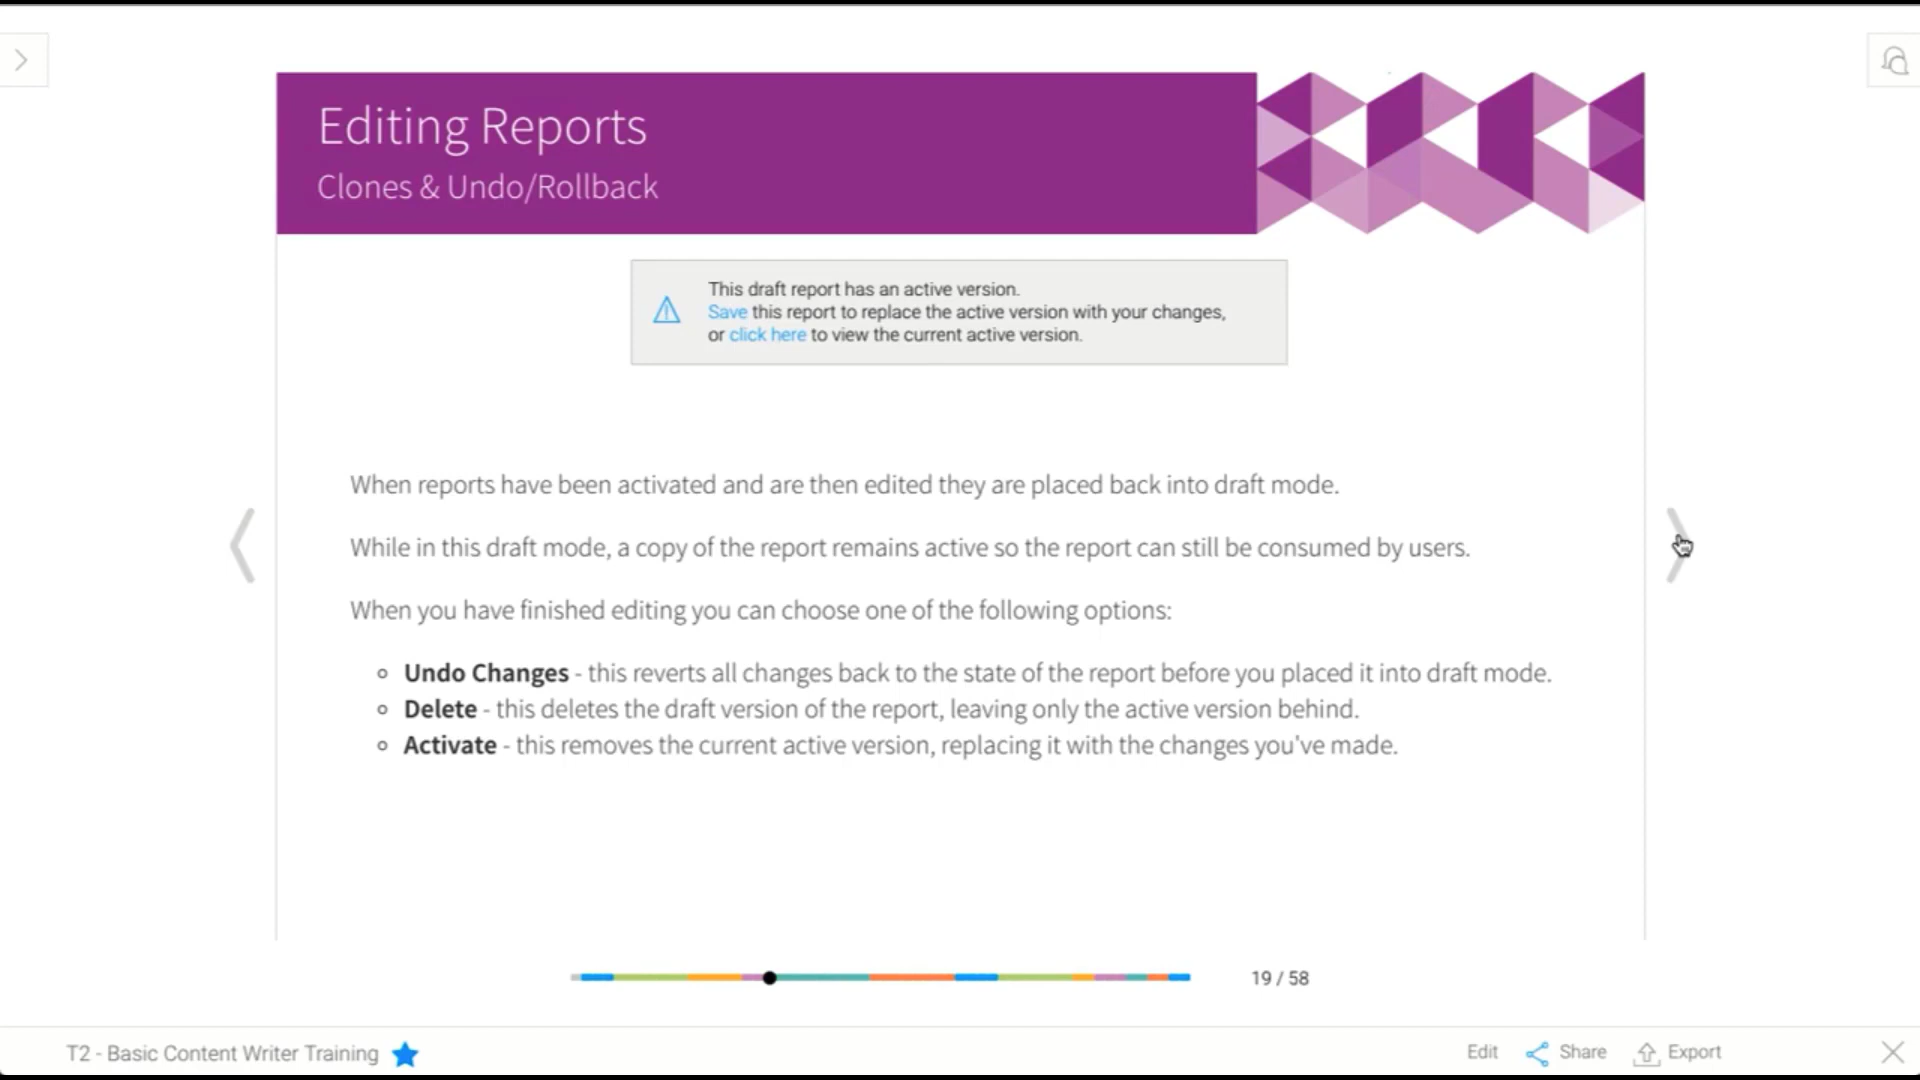 Editing Reports
Clones & Undo/Rollback
This draft report has an active version.
Save this report to replace the active version with your changes,
or click here to view the current active version.
When reports have been activated and are then edited they are placed back into draft mode.
While in this draft mode, a copy of the report remains active so the report can still be consumed by users.
When you have finished editing you can choose one of the following options:
Undo Changes - this reverts all changes back to the state of the report before you placed it into draft mode.
Delete - this deletes the draft version of the report, leaving only the active version behind.
Activate - this removes the current active version, replacing it with the changes you've made.
19 / 58
T2 - Basic Content Writer Training
Edit Share Export